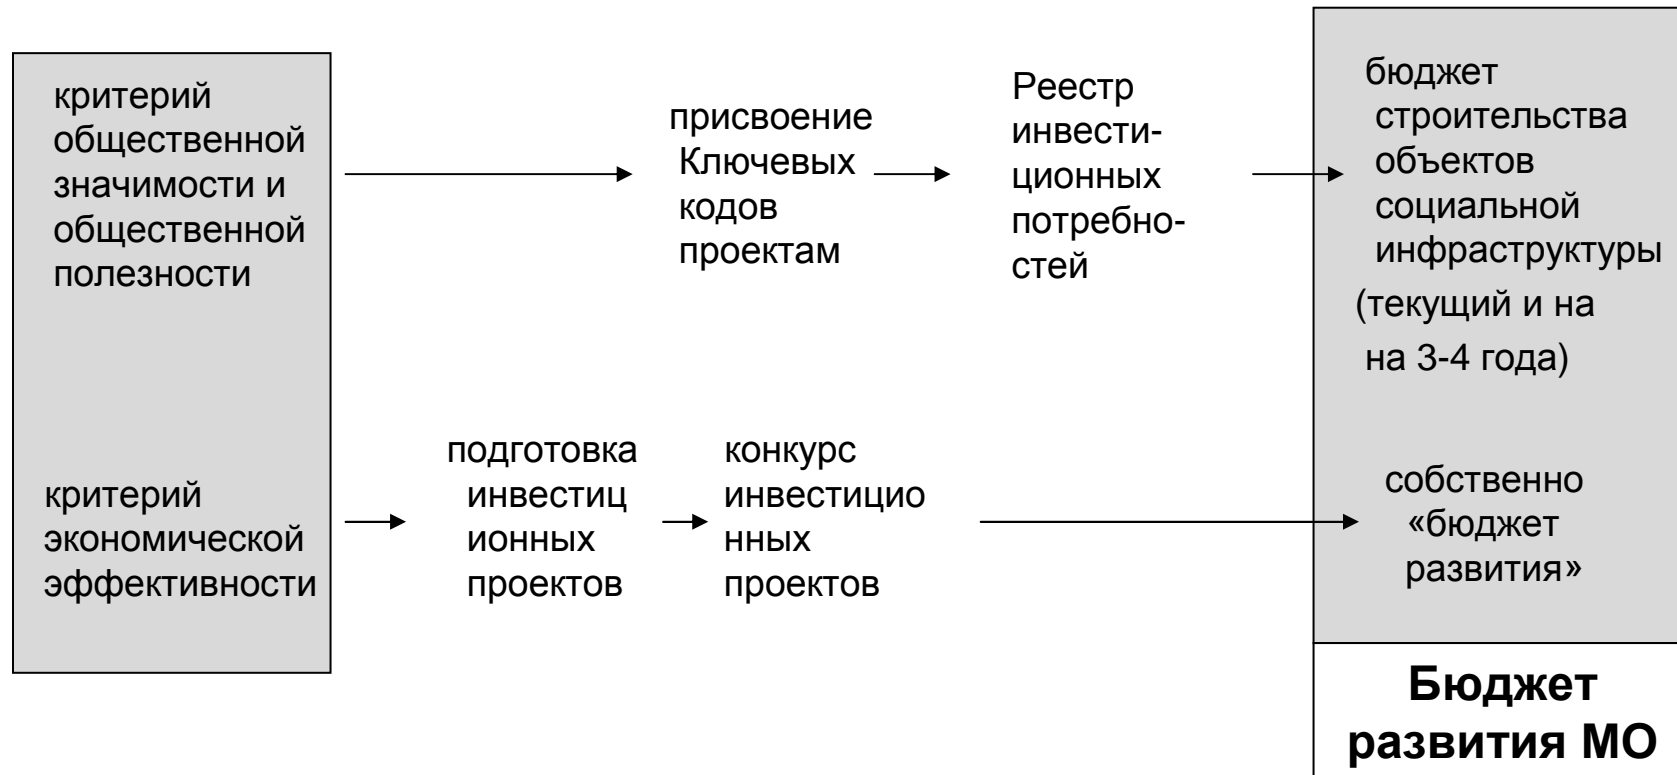 критерий
общественной
значимости и
общественной
полезности
присвоение
Ключевых
кодов
проектам
Реестр
инвести-
ционных
потребно-
стей
бюджет
строительства
объектов
социальной
инфраструктуры
(текущий и на
на 3-4 года)
критерий
экономической
эффективности
подготовка
инвестиц
ионных
проектов
конкурс
инвестицио
нных
проектов
собственно
«бюджет
развития»
Бюджет
развития МО